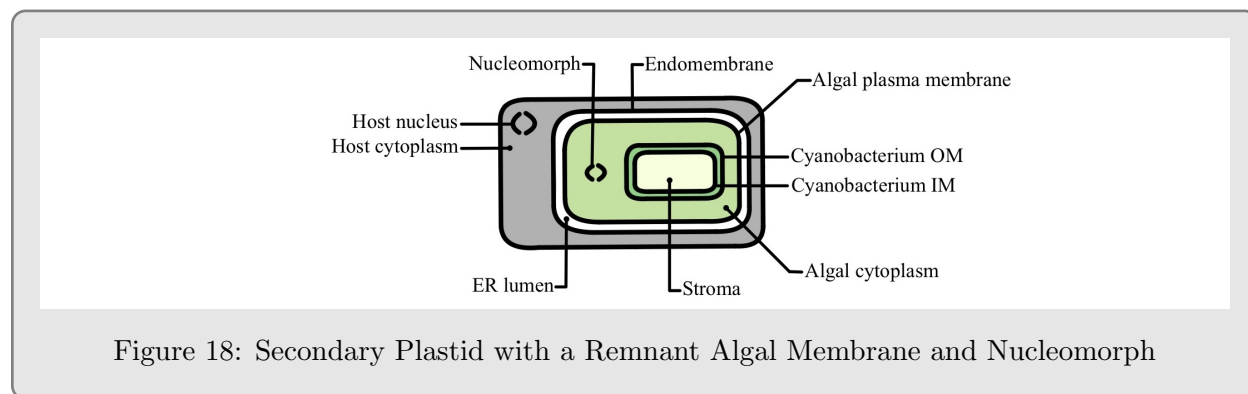 Nucleomorph
Endomembrane
Algal plasma membrane
Host nucleus
Host cytoplasm
Cyanobacterium OM
Cyanobacterium IM
Algal cytoplasm
ER lumen
Stroma
Figure 18: Secondary Plastid with a Remnant Algal Membrane and Nucleomorph